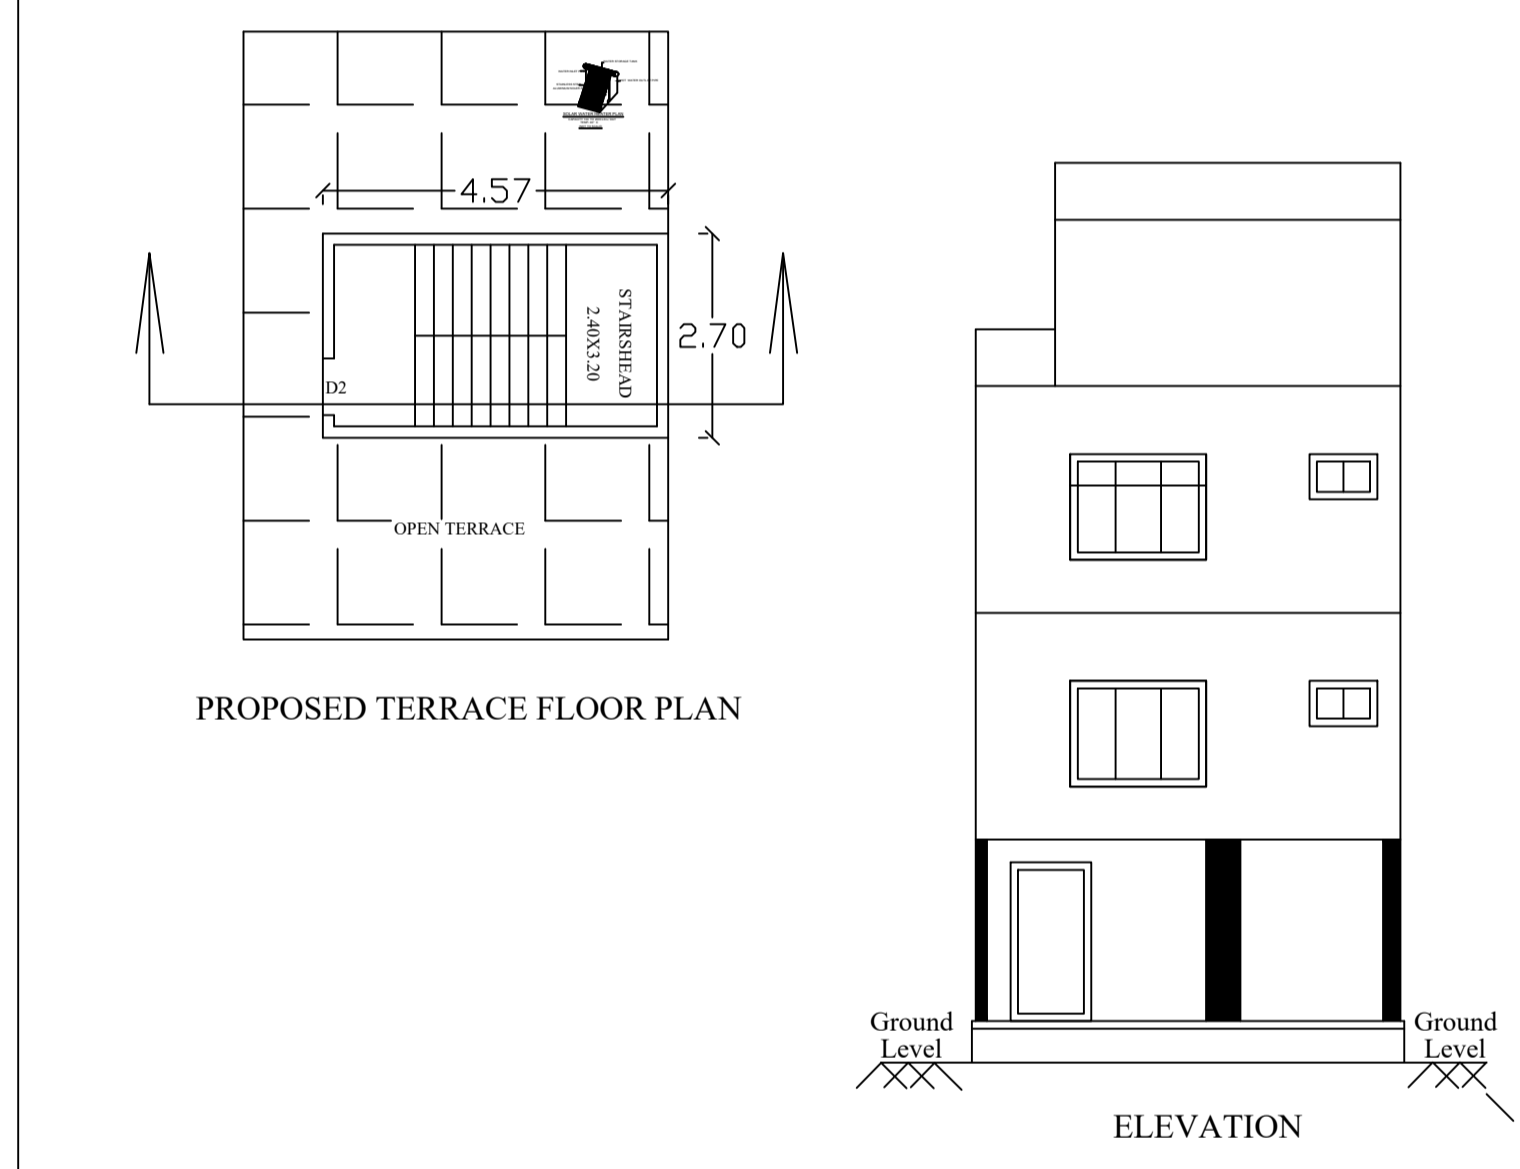 4.57
STAIRSHEAD
2.40X3.20
2.70
D2
OPEN TERRACE
PROPOSED TERRACE FLOOR PLAN
Ground
Level
Ground
Level
ELEVATION